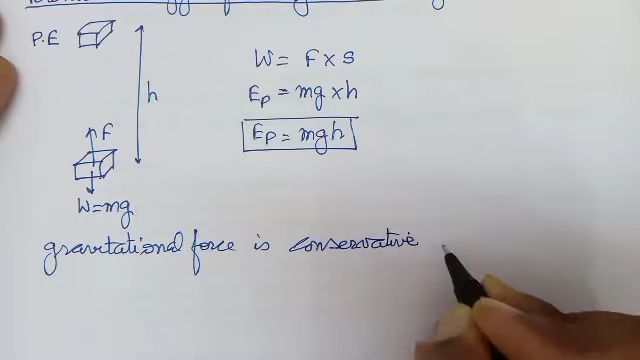 P.E
h
W = F × S
Ep = mg × h
Ep = mgh
F
W = mg
gravitational force is conservative